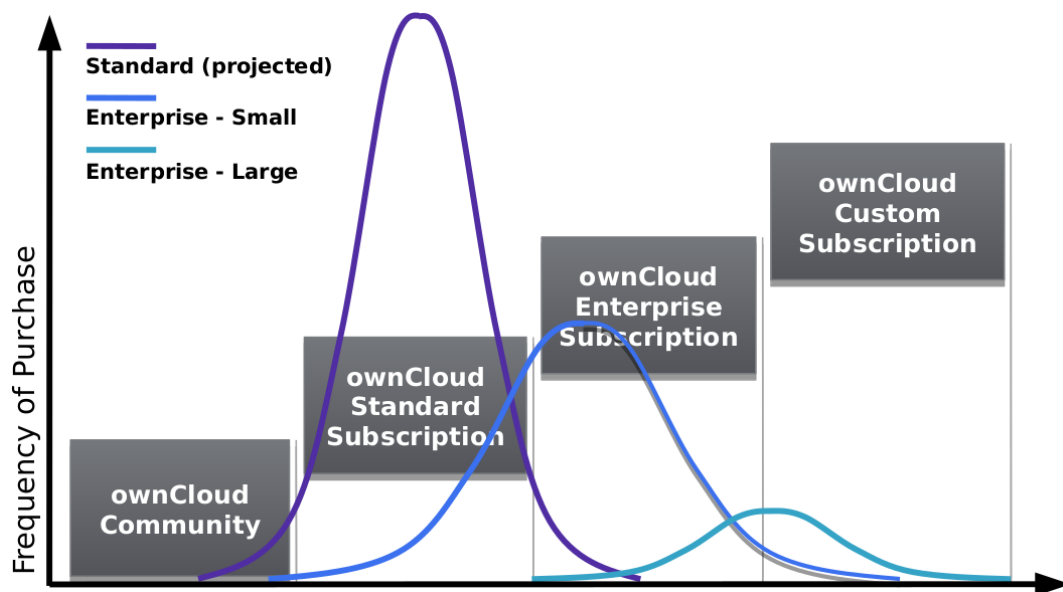 Standard (projected)
Enterprise - Small
Enterprise - Large
Frequency of Purchase
ownCloud
Community
ownCloud
Standard
Subscription
ownCloud
Enterprise
Subscription
ownCloud
Custom
Subscription